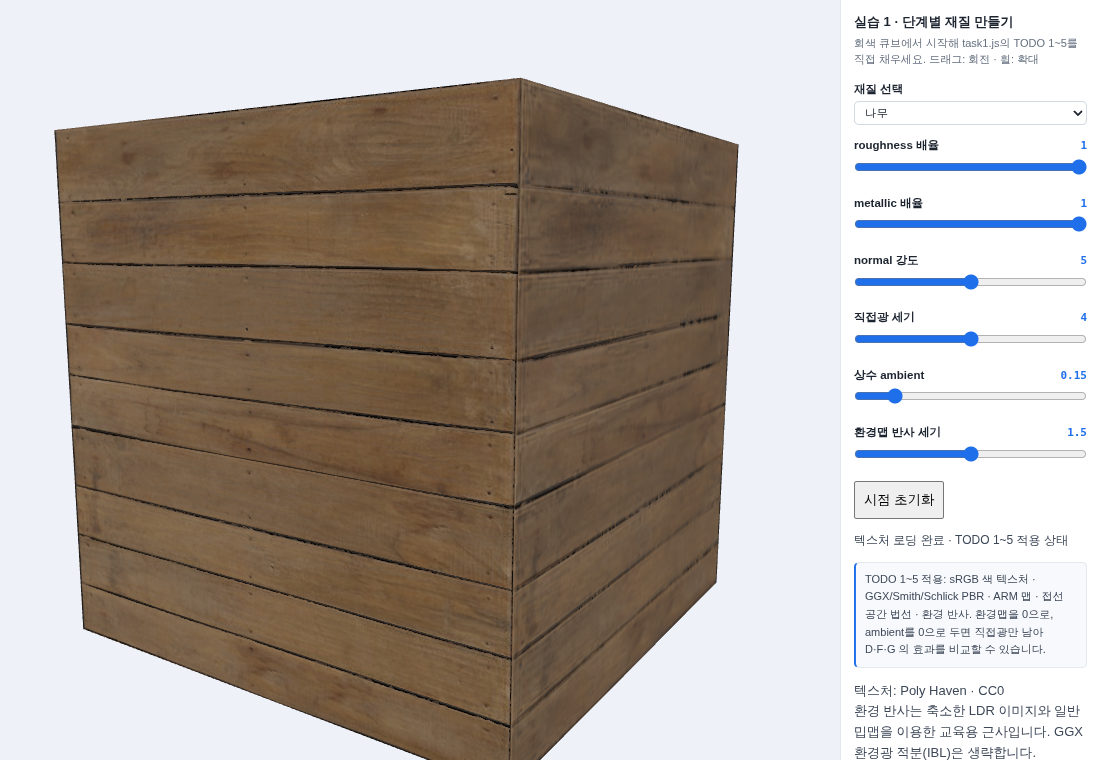 실습 1 · 단계별 재질 만들기
회색 큐브에서 시작해 task1.js의 TODO 1~5를
직접 채우세요. 드래그: 회전 · 휠: 확대
재질 선택
나무
roughness 배율 1
metallic 배율 1
normal 강도 5
직접광 세기 4
상수 ambient 0.15
환경맵 반사 세기 1.5
시점 초기화
텍스처 로딩 완료 · TODO 1~5 적용 상태
TODO 1~5 적용: sRGB 색 텍스처 ·
GGX/Smith/Schlick PBR · ARM 맵 · 접선
공간 법선 · 환경 반사. 환경맵을 0으로,
ambient를 0으로 두면 직접광만 남아
D·F·G 의 효과를 비교할 수 있습니다.
텍스처: Poly Haven · CC0
환경 반사는 축소한 LDR 이미지와 일반
밉맵을 이용한 교육용 근사입니다. GGX
환경광 적분(IBL)은 생략합니다.